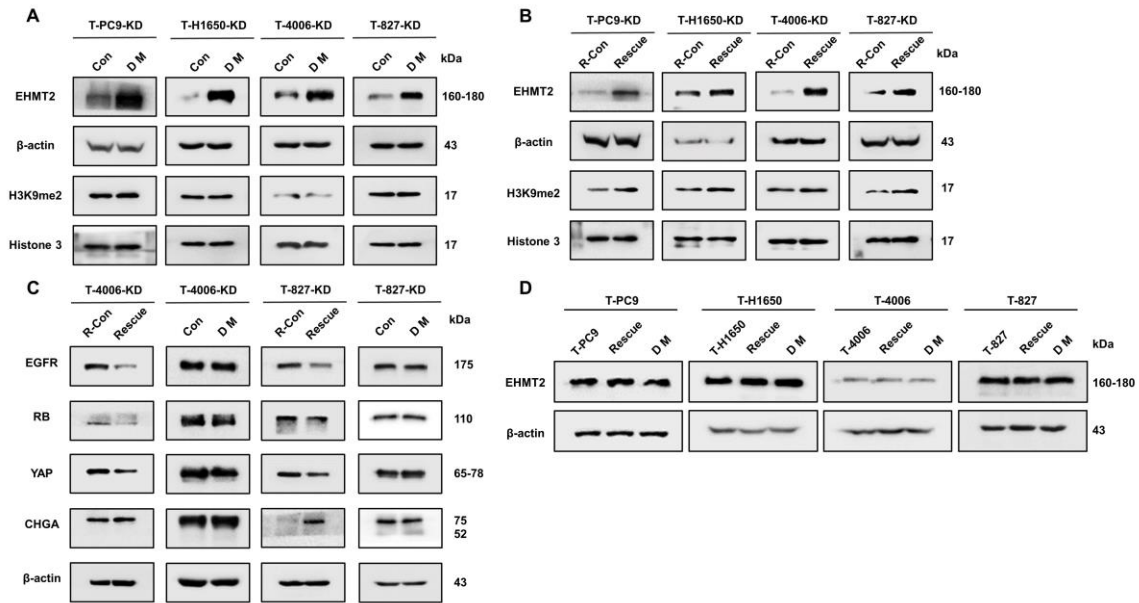 A
T-PC9-KD T-H1650-KD T-4006-KD T-827-KD
Con D M Con D M Con D M Con D M kDa
EHMT2 160-180
β-actin 43
H3K9me2 17
Histone 3 17
B
T-PC9-KD T-H1650-KD T-4006-KD T-827-KD
R-Con Rescue R-Con Rescue R-Con Rescue R-Con Rescue kDa
EHMT2 160-180
β-actin 43
H3K9me2 17
Histone 3 17
C
T-4006-KD T-4006-KD T-827-KD T-827-KD
R-Con Rescue Con D M R-Con Rescue Con D M kDa
EGFR 175
RB 110
YAP 65-78
CHGA 75
52
β-actin 43
D
T-PC9 T-H1650 T-4006 T-827
T-PC9 Rescue D M T-H1650 Rescue D M T-4006 Rescue D M T-827 Rescue D M kDa
EHMT2 160-180
β-actin 43